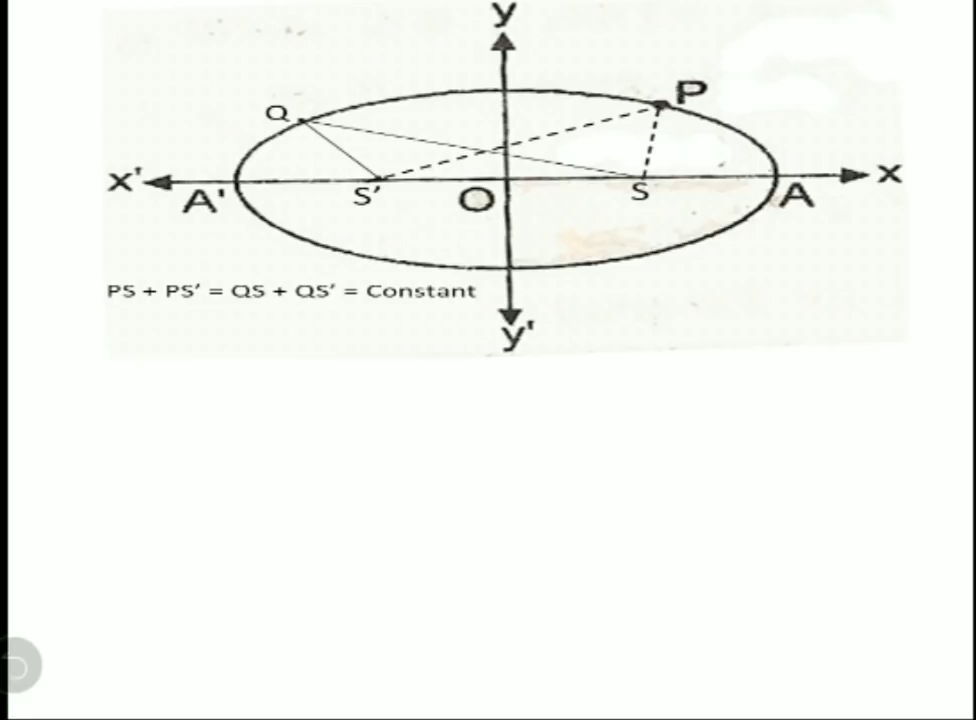 y
P
Q
x' A' S' O S A x
PS + PS′ = QS + QS′ = Constant
y'